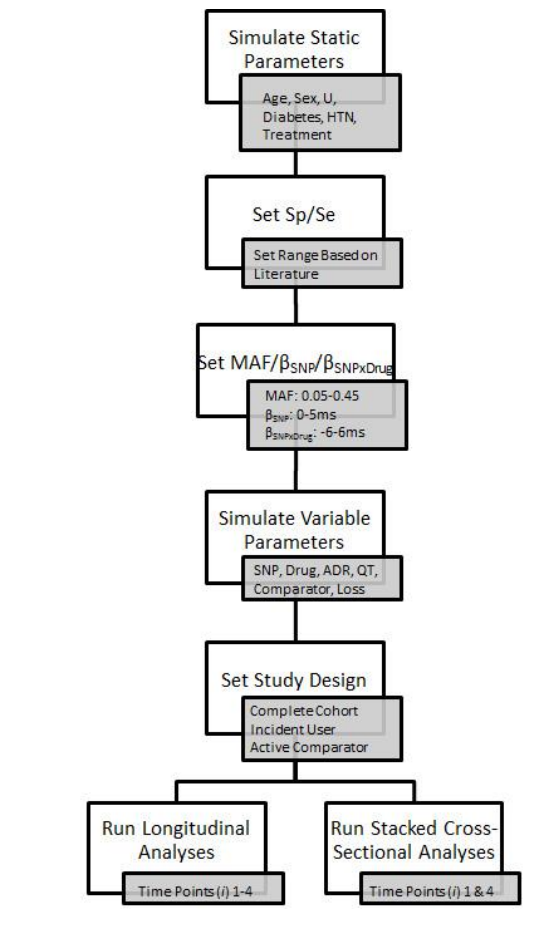 Simulate Static
Parameters
Age, Sex, U,
Diabetes, HTN,
Treatment
Set Sp/Se
Set Range Based on
Literature
Set MAF/βSNP/βSNPxDrug
MAF: 0.05-0.45
βSNP: 0-5ms
βSNPxDrug: -6-6ms
Simulate Variable
Parameters
SNP, Drug, ADR, QT,
Comparator, Loss
Set Study Design
Complete Cohort
Incident User
Active Comparator
Run Longitudinal
Analyses
Time Points (i) 1-4
Run Stacked Cross-
Sectional Analyses
Time Points (i) 1 & 4